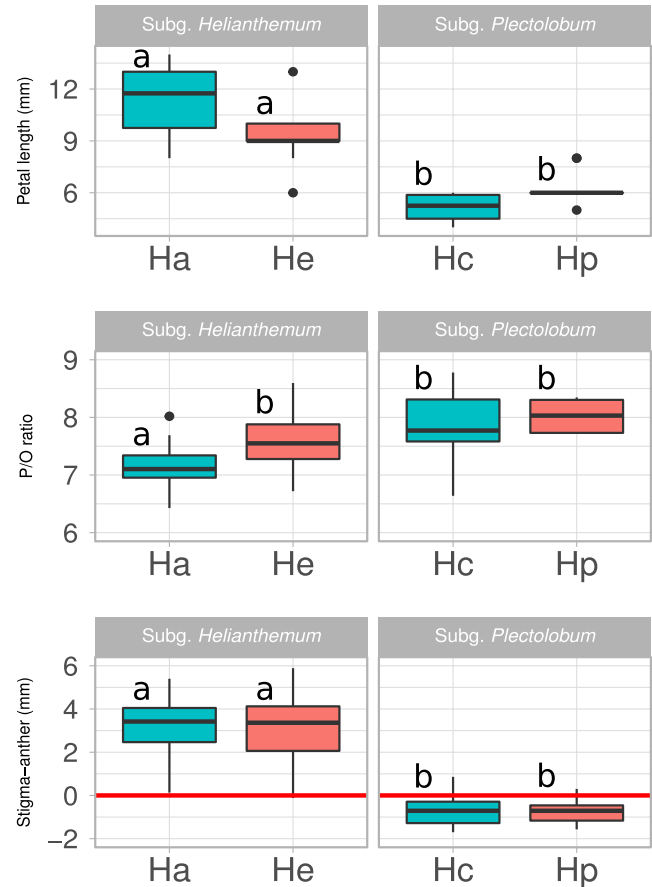 Subg. Helianthemum
Subg. Plectolobum
Petal length (mm)
12
9
6
a
a
b
b
Ha
He
Hc
Hp
Subg. Helianthemum
Subg. Plectolobum
P/O ratio
9
8
7
6
a
b
b
b
Ha
He
Hc
Hp
Subg. Helianthemum
Subg. Plectolobum
Stigma−anther (mm)
6
4
2
0
−2
a
a
b
b
Ha
He
Hc
Hp